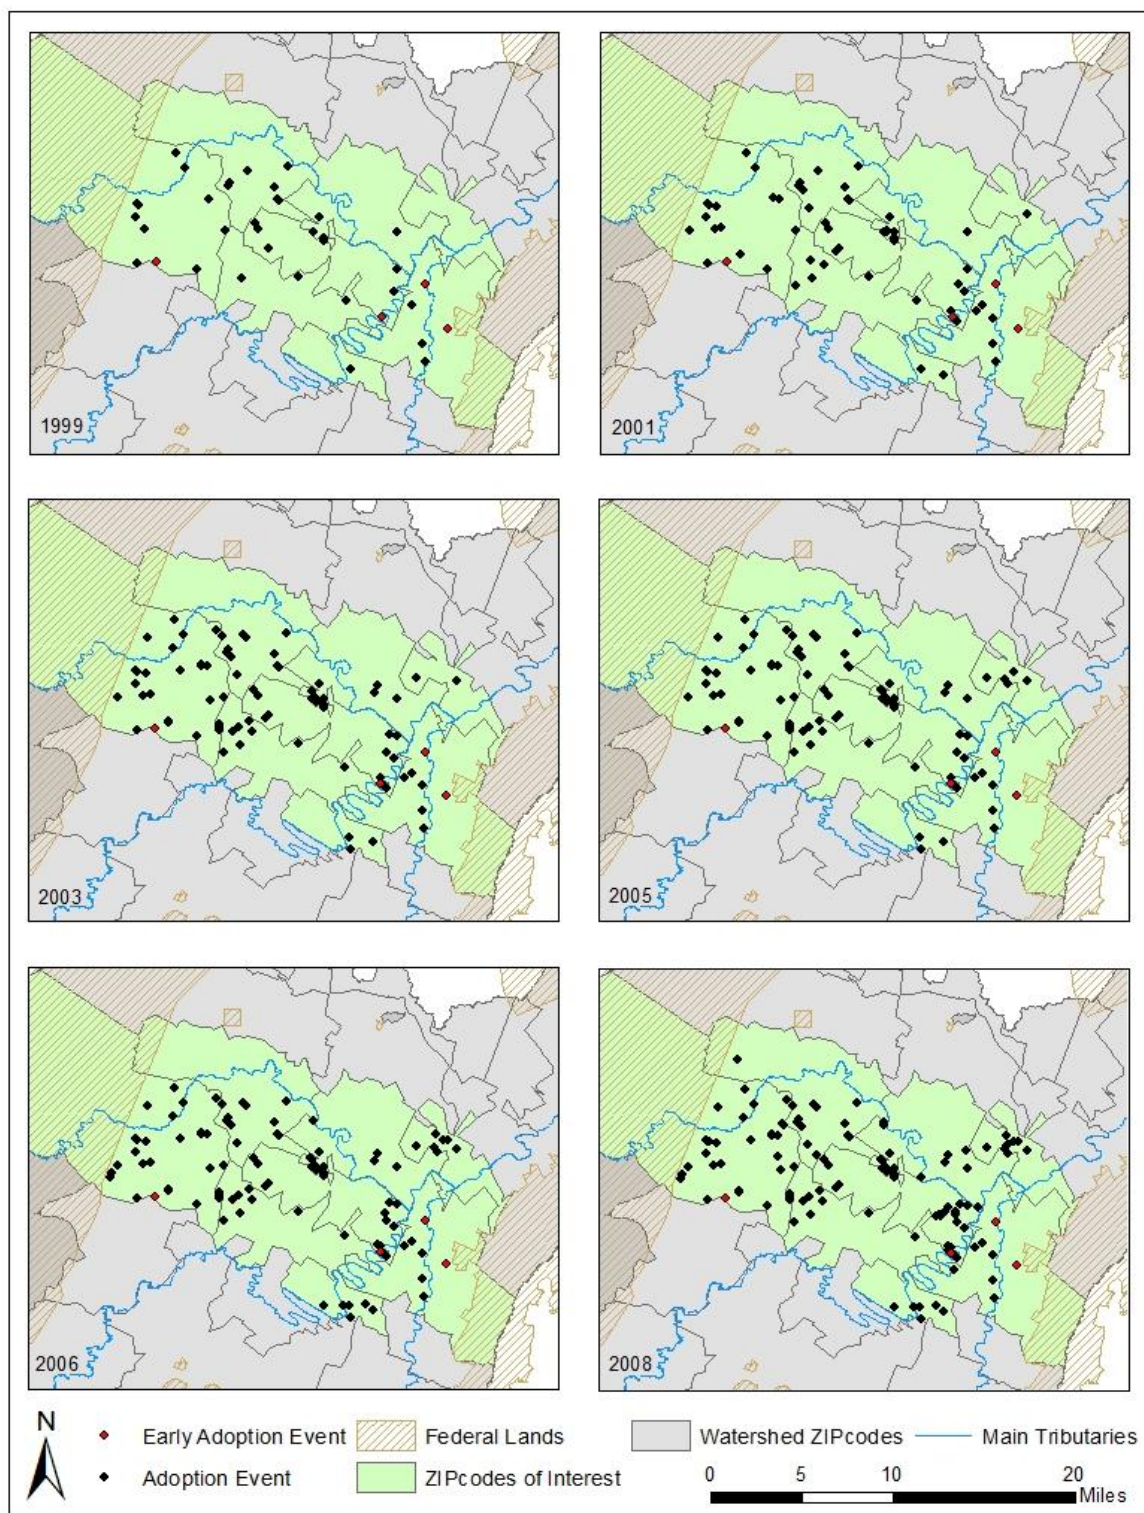 1999
2001
2003
2005
2006
2008
N
Early Adoption Event
Federal Lands
Watershed ZIPcodes
Main Tributaries
Adoption Event
ZIPcodes of Interest
0 5 10 20
Miles